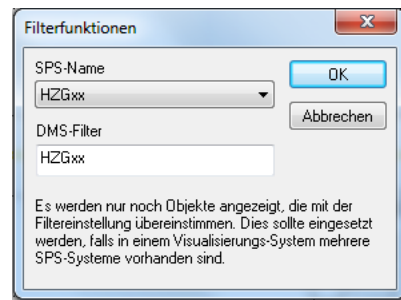 Filterfunktionen
SPS-Name
OK
HZGxx
Abbrechen
DMS-Filter
HZGxx
Es werden nur noch Objekte angezeigt, die mit der
Filtereinstellung übereinstimmen. Dies sollte eingesetzt
werden, falls in einem Visualisierungs-System mehrere
SPS-Systeme vorhanden sind.